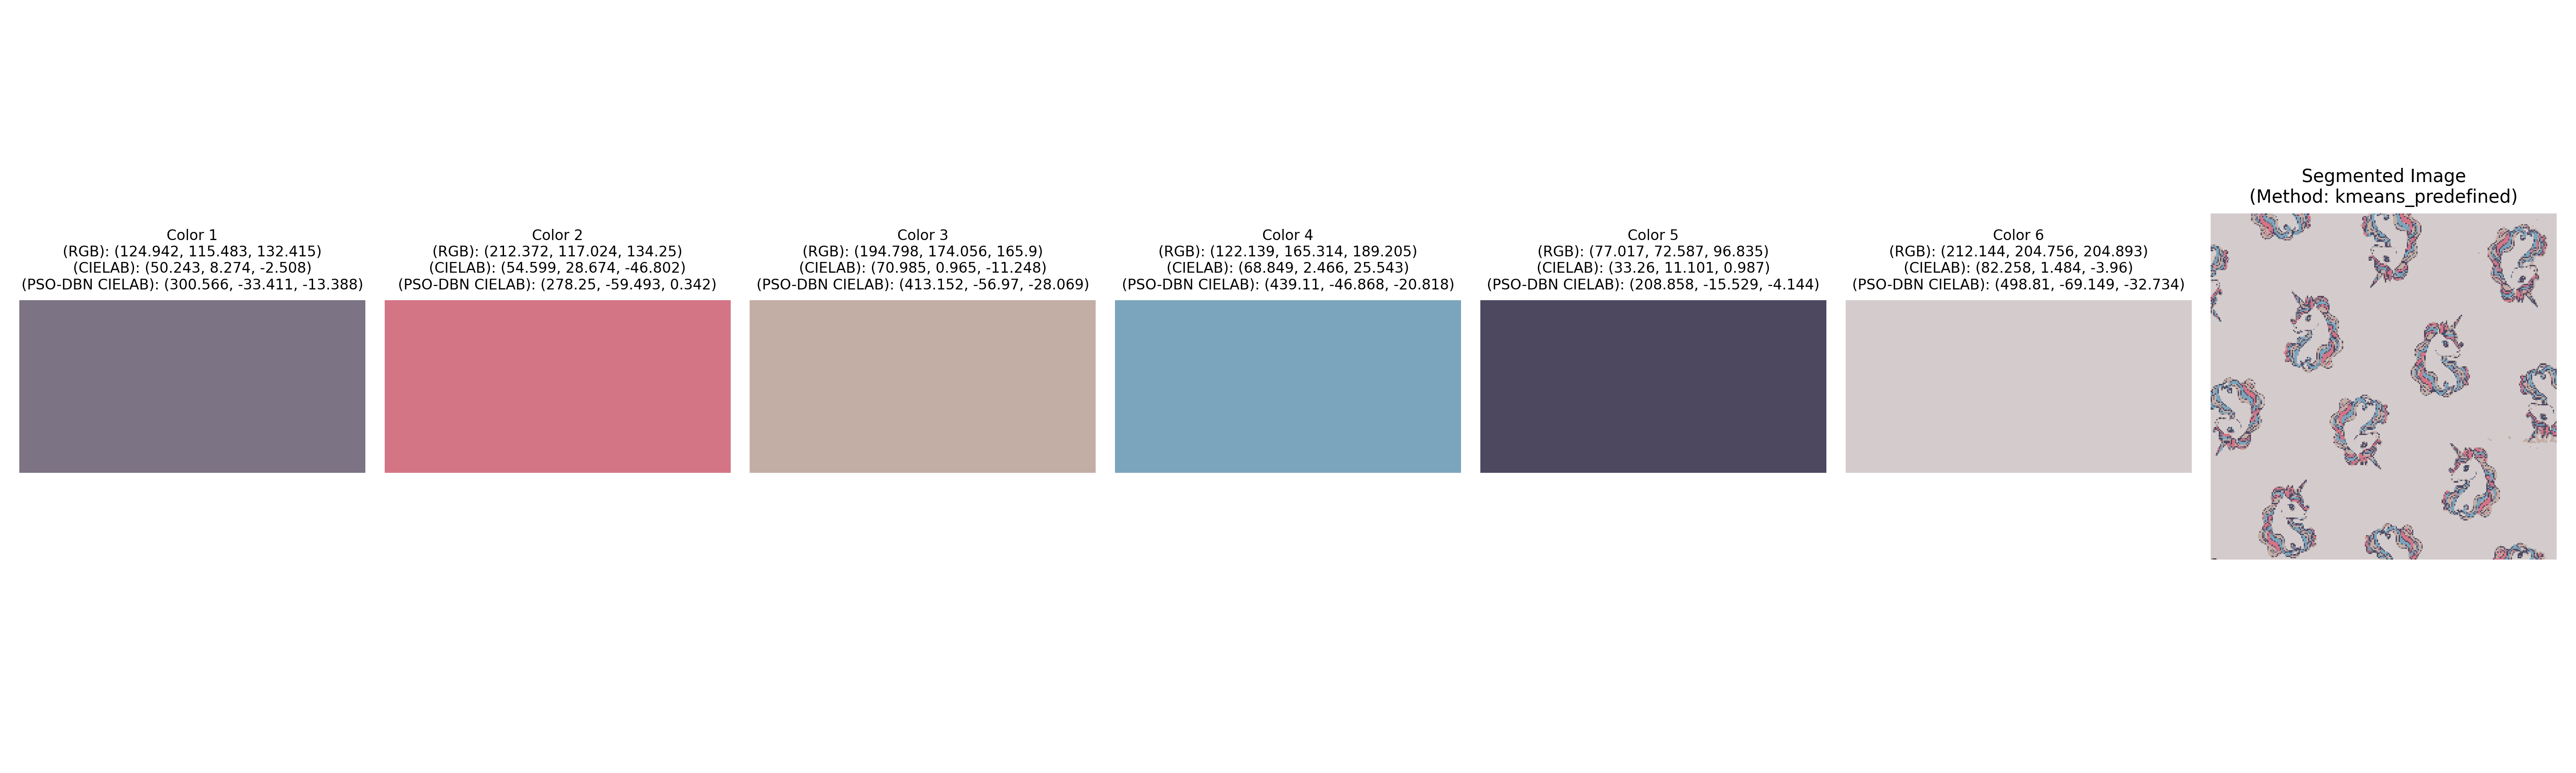 Color 1
(RGB): (124.942, 115.483, 132.415)
(CIELAB): (50.243, 8.274, -2.508)
(PSO-DBN CIELAB): (300.566, -33.411, -13.388)
Color 2
(RGB): (212.372, 117.024, 134.25)
(CIELAB): (54.599, 28.674, -46.802)
(PSO-DBN CIELAB): (278.25, -59.493, 0.342)
Color 3
(RGB): (194.798, 174.056, 165.9)
(CIELAB): (70.985, 0.965, -11.248)
(PSO-DBN CIELAB): (413.152, -56.97, -28.069)
Color 4
(RGB): (122.139, 165.314, 189.205)
(CIELAB): (68.849, 2.466, 25.543)
(PSO-DBN CIELAB): (439.11, -46.868, -20.818)
Color 5
(RGB): (77.017, 72.587, 96.835)
(CIELAB): (33.26, 11.101, 0.987)
(PSO-DBN CIELAB): (208.858, -15.529, -4.144)
Color 6
(RGB): (212.144, 204.756, 204.893)
(CIELAB): (82.258, 1.484, -3.96)
(PSO-DBN CIELAB): (498.81, -69.149, -32.734)
Segmented Image
(Method: kmeans_predefined)